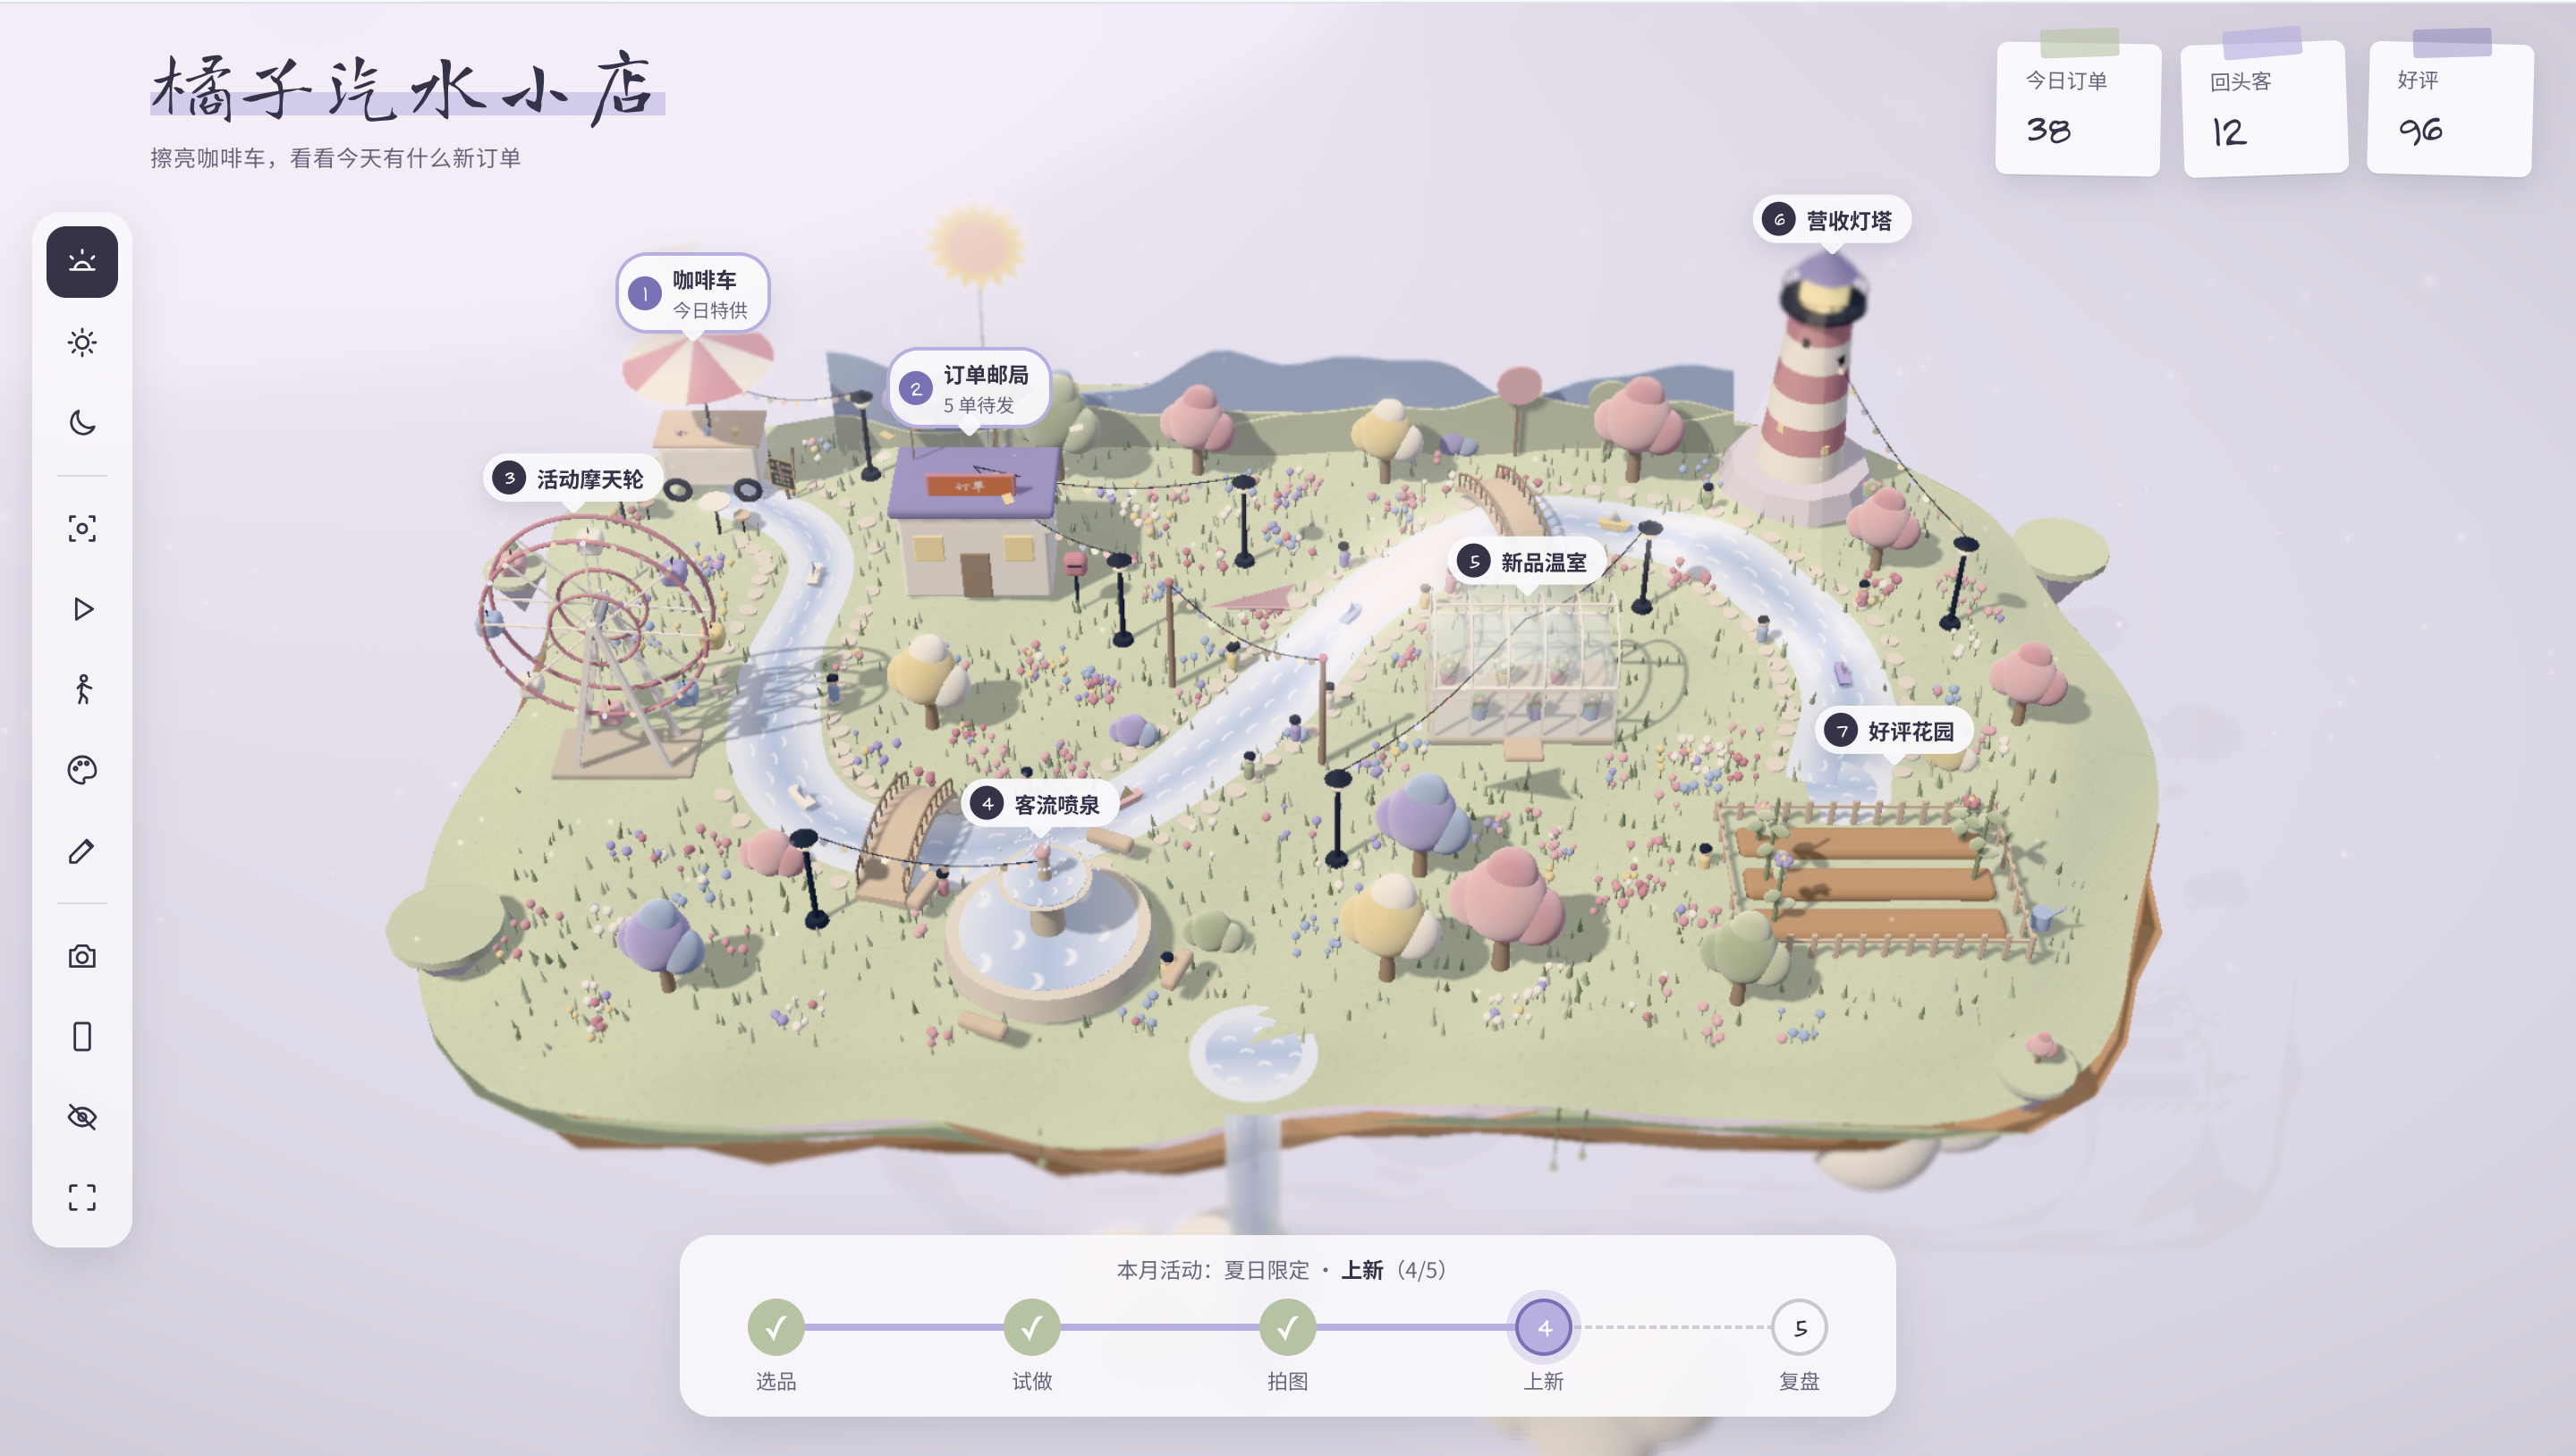 橘子汽水小店
擦亮咖啡车，看看今天有什么新订单
今日订单
38
回头客
12
好评
96
6 营收灯塔
1 咖啡车
今日特供
2 订单邮局
5 单待发
订单
3 活动摩天轮
5 新品温室
7 好评花园
4 客流喷泉
本月活动：夏日限定 · 上新（4/5）
4
5
选品
试做
拍图
上新
复盘